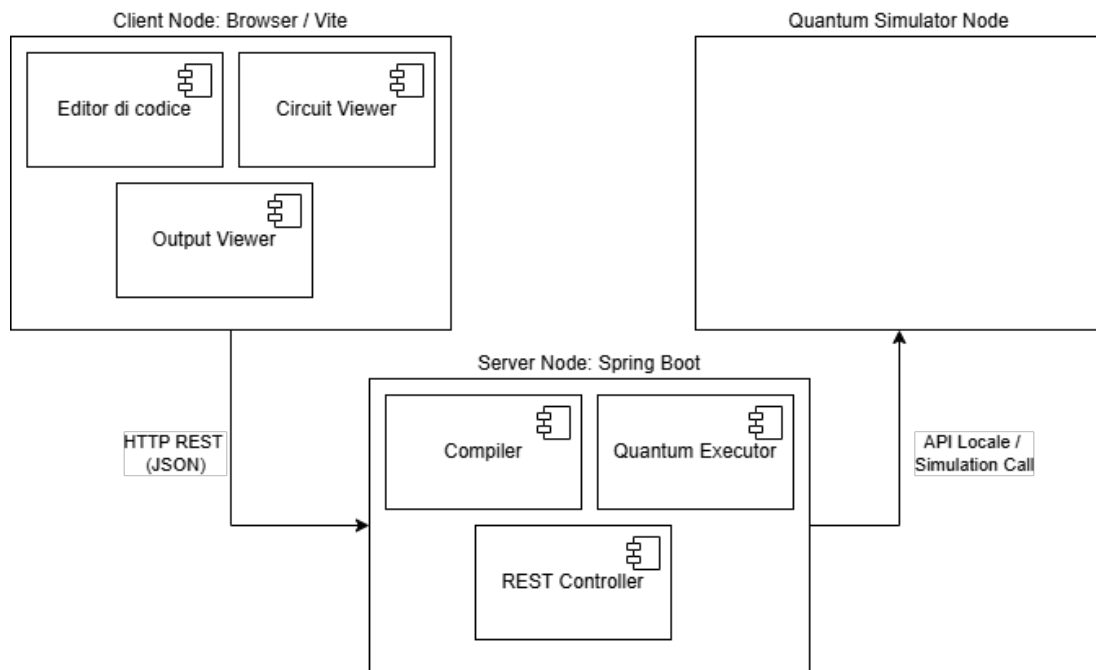 Client Node: Browser / Vite
Quantum Simulator Node
Editor di codice
Circuit Viewer
Output Viewer
Server Node: Spring Boot
HTTP REST
(JSON)
Compiler
Quantum Executor
API Locale /
Simulation Call
REST Controller